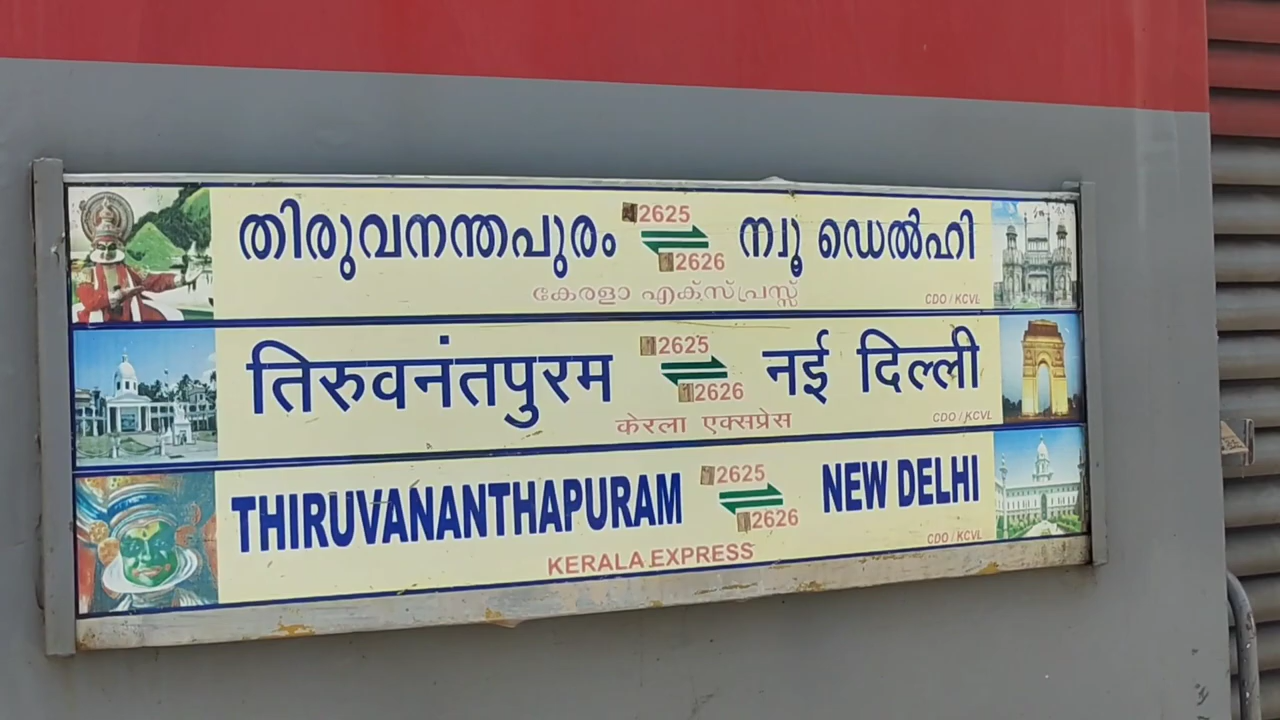 തിരുവനന്തപുരം 2625 ന്യൂ ഡെൽഹി
2626
കേരളാ എക്സ്പ്രസ്സ് CDO / KCVL
तिरुवनंतपुरम 2625 नई दिल्ली
12626
केरला एक्सप्रेस CDO / KCVL
THIRUVANANTHAPURAM 2625 NEW DELHI
2626
KERALA EXPRESS CDO / KCVL